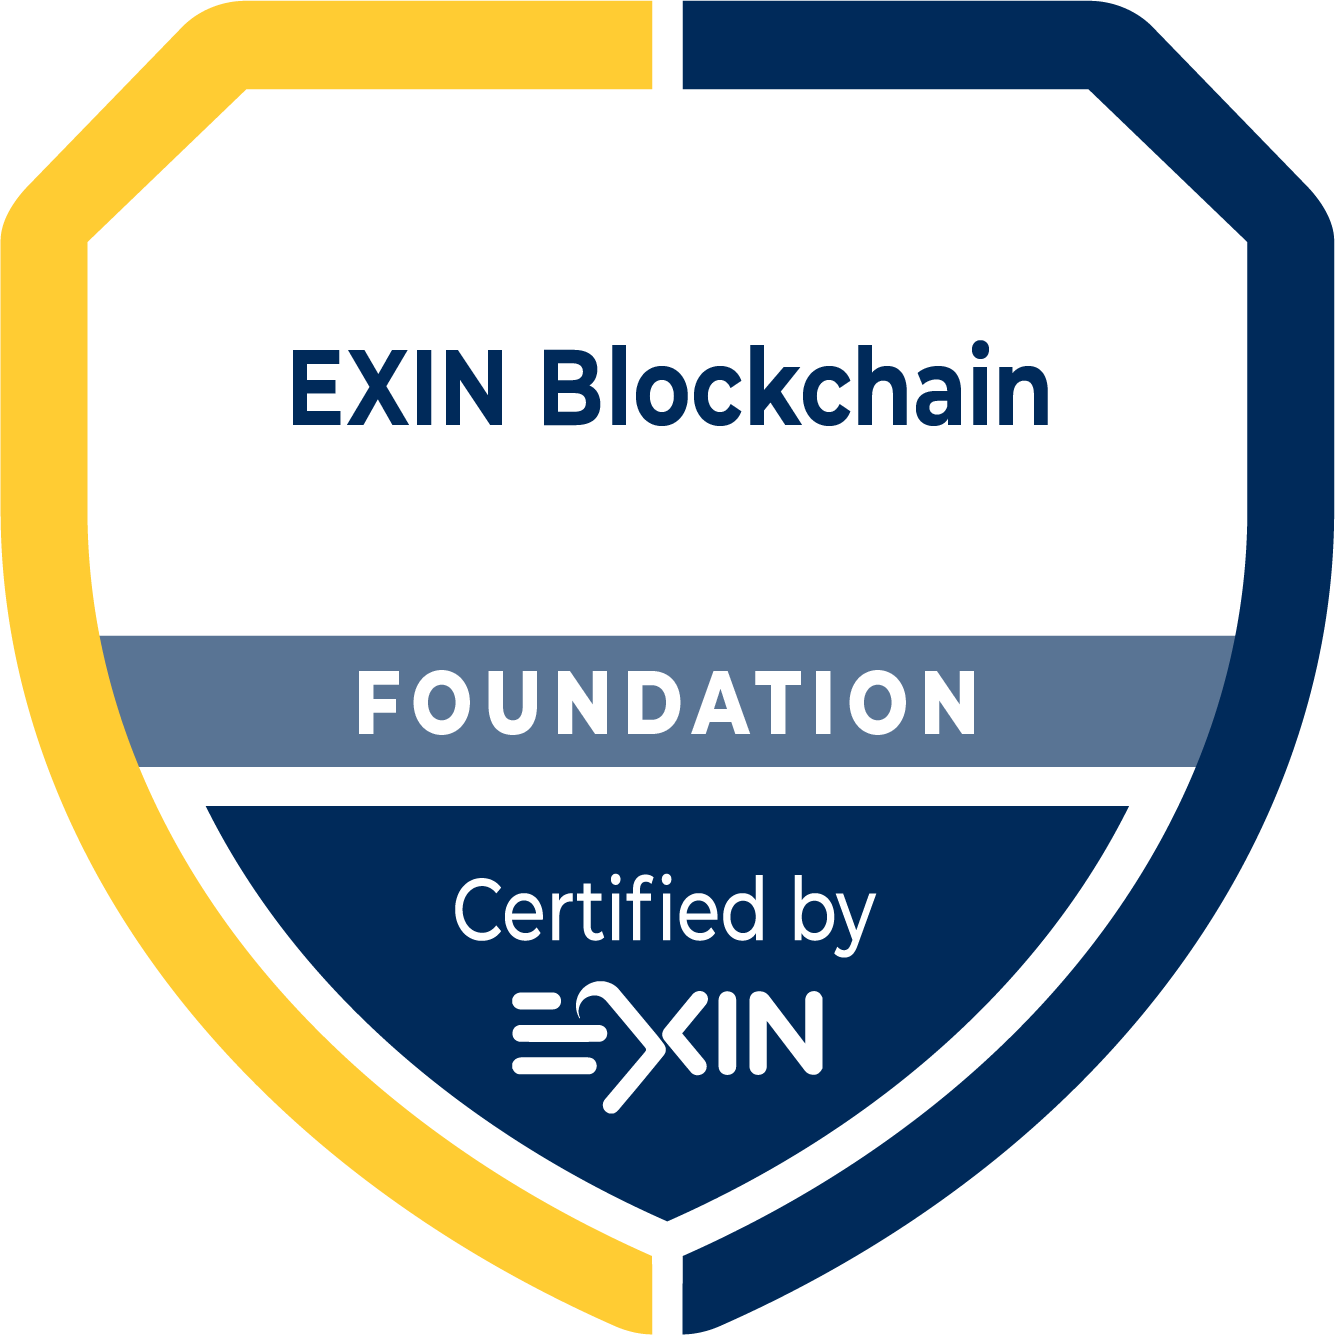 EXIN Blockchain
FOUNDATION
Certified by
EXIN